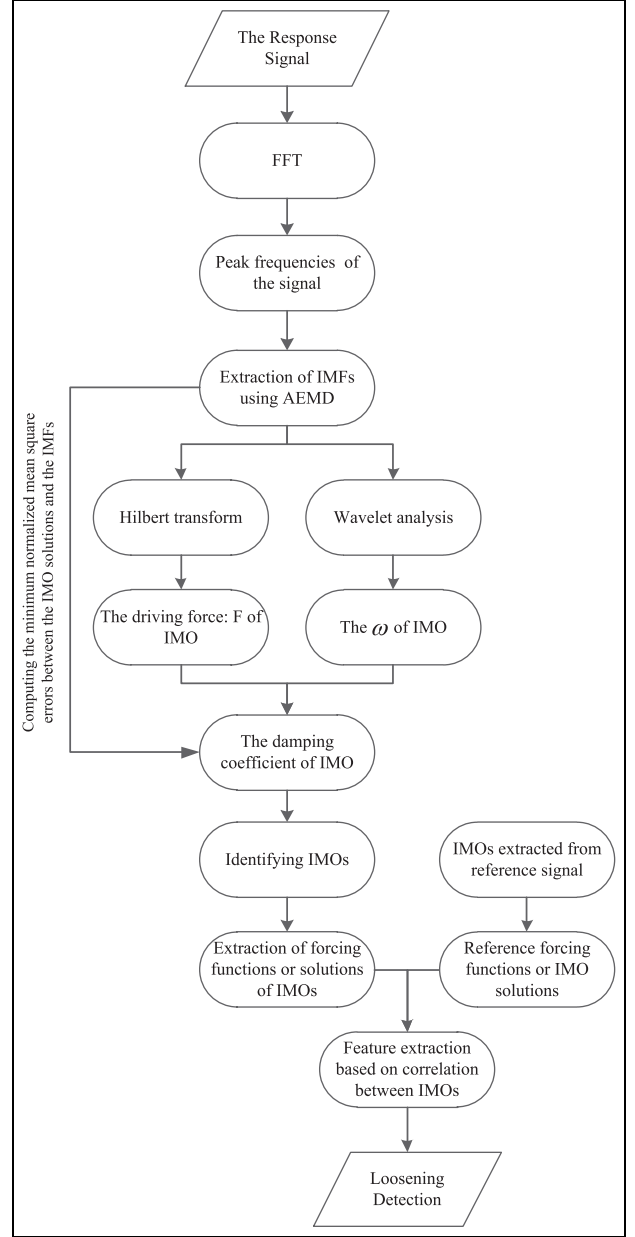 The Response
Signal
FFT
Peak frequencies of
the signal
Extraction of IMFs
using AEMD
Computing the minimum normalized mean square
errors between the IMO solutions and the IMFs
Hilbert transform
Wavelet analysis
The driving force: F of
IMO
The ω of IMO
The damping
coefficient of IMO
Identifying IMOs
IMOs extracted from
reference signal
Extraction of forcing
functions or solutions
of IMOs
Reference forcing
functions or IMO
solutions
Feature extraction
based on correlation
between IMOs
Loosening
Detection